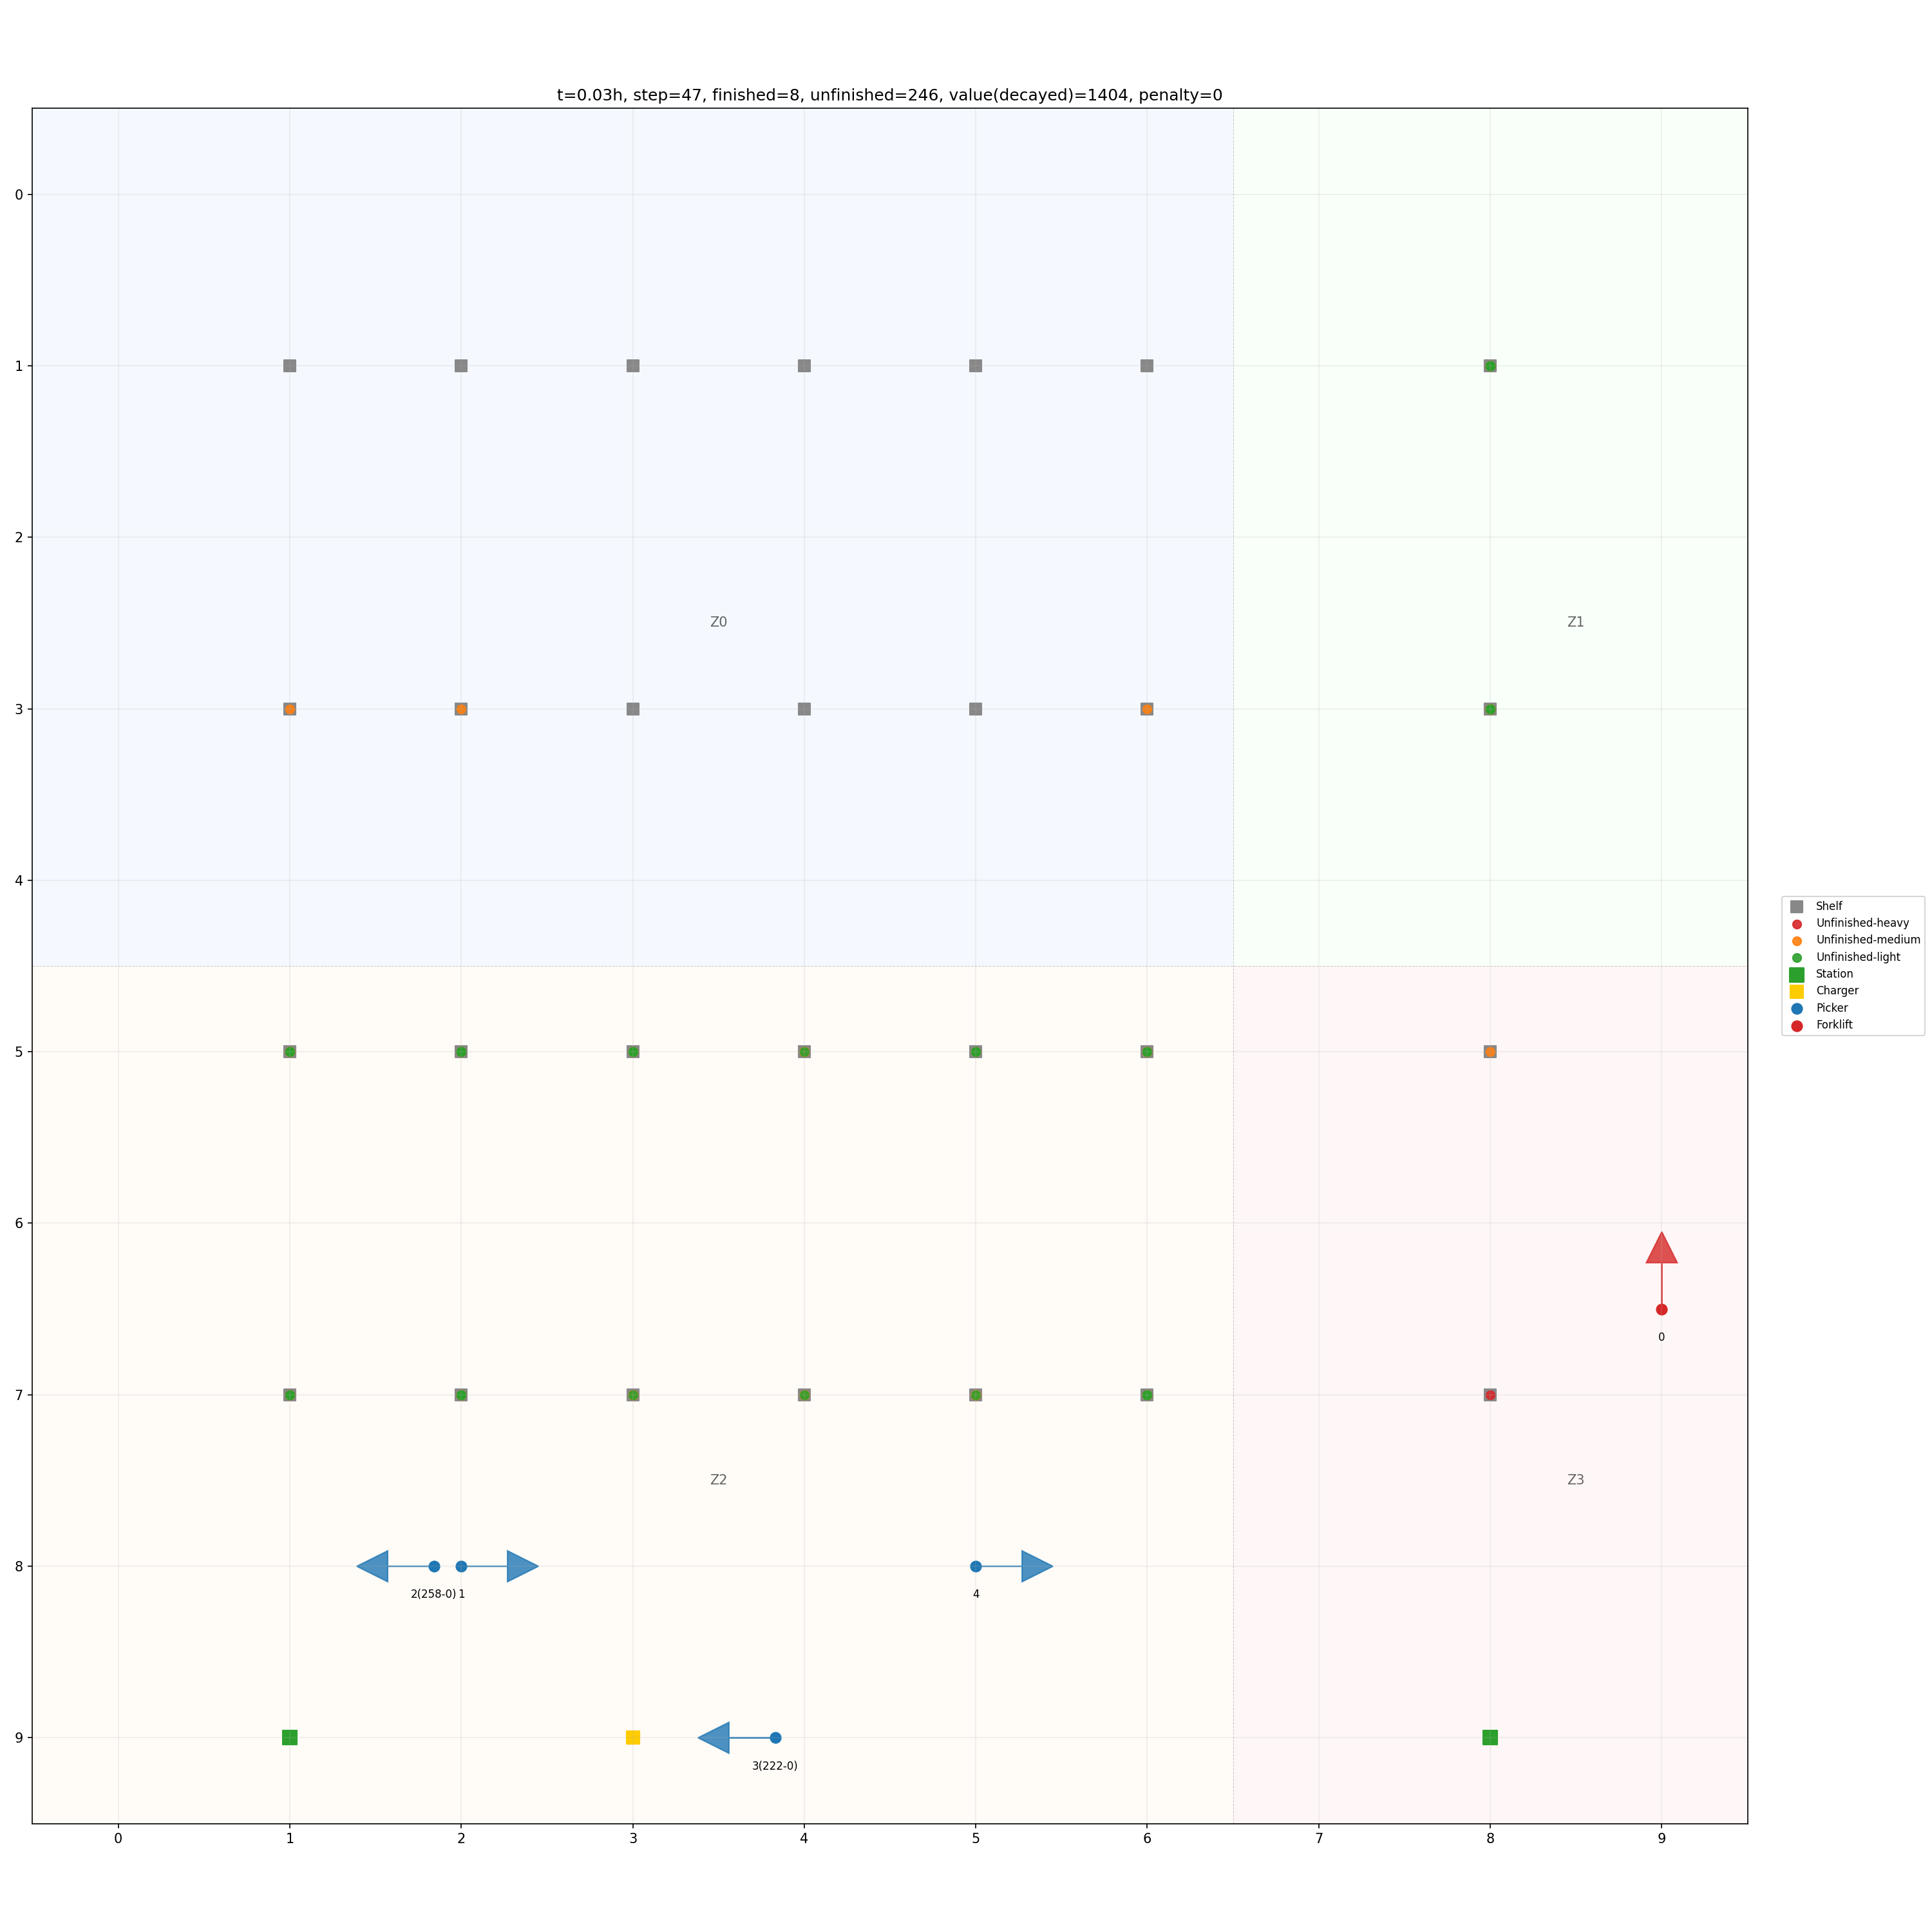 t=0.03h, step=47, finished=8, unfinished=246, value(decayed)=1404, penalty=0
0
1
2
Z0
Z1
3
4
Shelf
Unfinished-heavy
Unfinished-medium
Unfinished-light
Station
Charger
Picker
Forklift
5
6
0
7
Z2
Z3
8
2(258-0)
1
4
9
3(222-0)
0
1
2
3
4
5
6
7
8
9